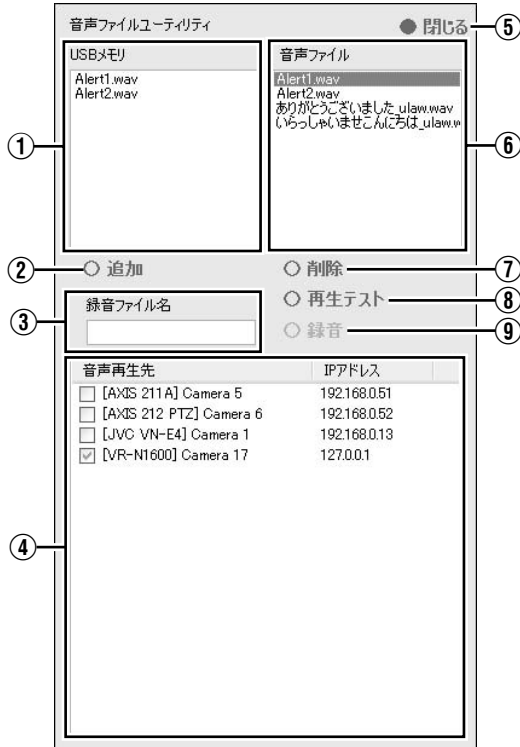 音声ファイルユーティリティ
閉じる
⑤
USBメモリ
Alert1.wav
Alert2.wav
①
音声ファイル
Alert1.wav
Alert2.wav
ありがとうございました_ulaw.wav
いらっしゃいませこんにちは_ulaw.w
⑥
②
追加
削除
⑦
再生テスト
⑧
③
録音ファイル名
録音
⑨
音声再生先 IPアドレス
[AXIS 211A] Camera 5 192.168.0.51
[AXIS 212 PTZ] Camera 6 192.168.0.52
[JVC VN-E4] Camera 1 192.168.0.13
[VR-N1600] Camera 17 127.0.0.1
④